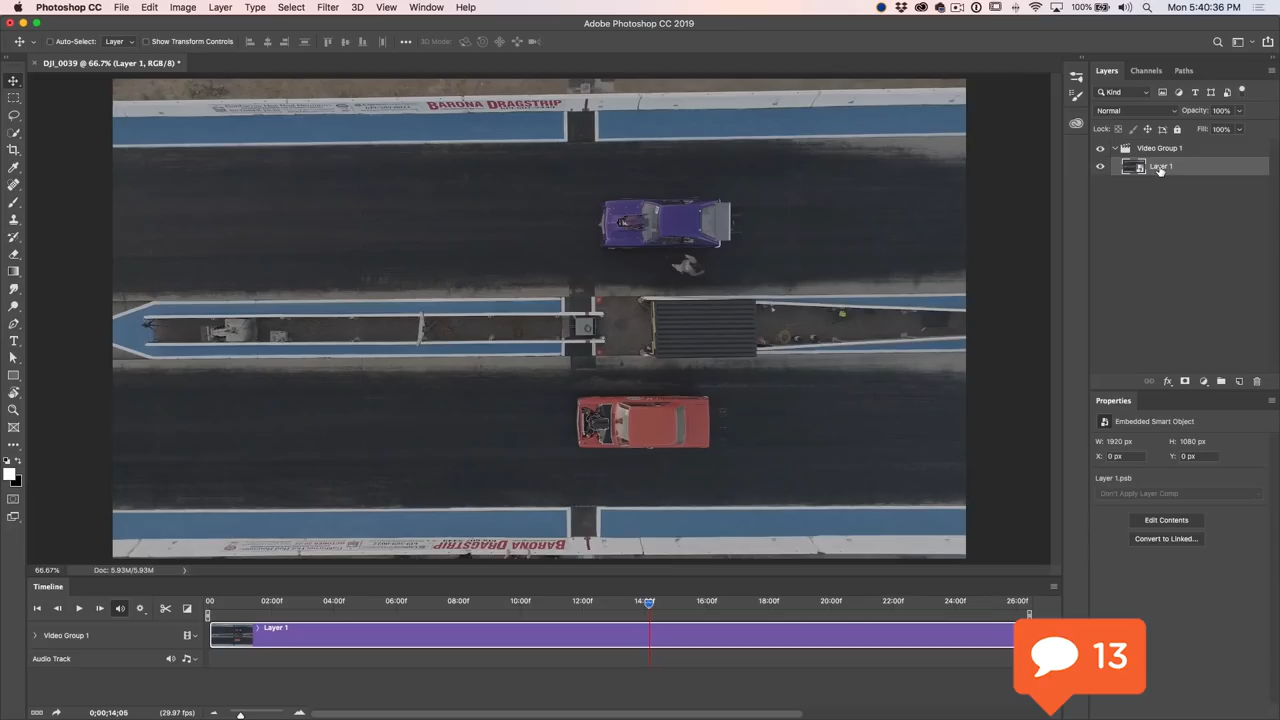 Photoshop CC File Edit Image Layer Type Select Filter 3D View Window Help 100% Mon 5:40:36 PM
Adobe Photoshop CC 2019
Auto-Select: Layer Show Transform Controls 3D Mode:
DJI_0039 @ 66.7% (Layer 1, RGB/8) *
Layers Channels Paths
Kind
Normal Opacity: 100%
Lock: Fill: 100%
Video Group 1
Layer 1
BARONA DRAGSTRIP
BARONA DRAGSTRIP
Properties
Embedded Smart Object
W: 1920 px H: 1080 px
X: 0 px Y: 0 px
Layer 1.psb
Don't Apply Layer Comp
Edit Contents
Convert to Linked...
66.67% Doc: 5.93M/5.93M
Timeline
00 02:00f 04:00f 06:00f 08:00f 10:00f 12:00f 14:00f 16:00f 18:00f 20:00f 22:00f 24:00f 26:00f
Video Group 1 Layer 1
Audio Track
13
0;00;14;05 (29.97 fps)